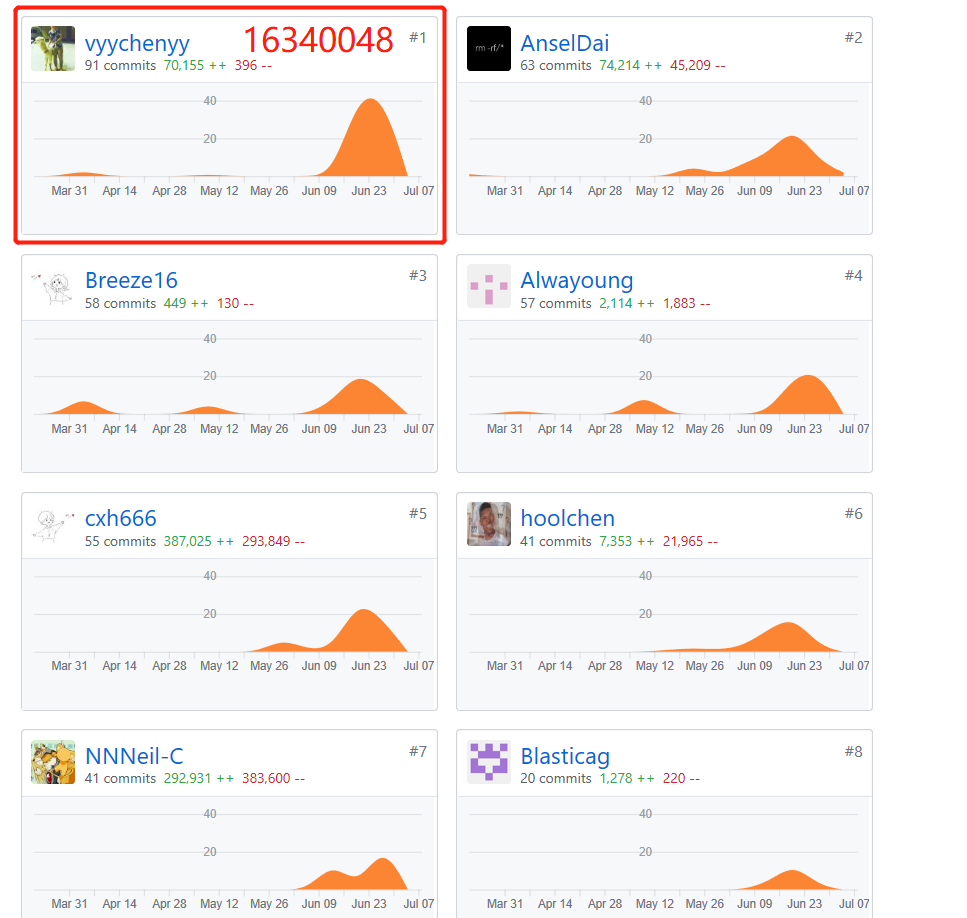 vyychenyy 16340048 #1
91 commits 70,155 ++ 396 --
40
20
Mar 31 Apr 14 Apr 28 May 12 May 26 Jun 09 Jun 23 Jul 07
rm -rf/*
AnselDai #2
63 commits 74,214 ++ 45,209 --
40
20
Mar 31 Apr 14 Apr 28 May 12 May 26 Jun 09 Jun 23 Jul 07
Breeze16 #3
58 commits 449 ++ 130 --
40
20
Mar 31 Apr 14 Apr 28 May 12 May 26 Jun 09 Jun 23 Jul 07
Alwayoung #4
57 commits 2,114 ++ 1,883 --
40
20
Mar 31 Apr 14 Apr 28 May 12 May 26 Jun 09 Jun 23 Jul 07
cxh666 #5
55 commits 387,025 ++ 293,849 --
40
20
Mar 31 Apr 14 Apr 28 May 12 May 26 Jun 09 Jun 23 Jul 07
hoolchen #6
41 commits 7,353 ++ 21,965 --
40
20
Mar 31 Apr 14 Apr 28 May 12 May 26 Jun 09 Jun 23 Jul 07
NNNeil-C #7
41 commits 292,931 ++ 383,600 --
40
20
Mar 31 Apr 14 Apr 28 May 12 May 26 Jun 09 Jun 23 Jul 07
Blasticag #8
20 commits 1,278 ++ 220 --
40
20
Mar 31 Apr 14 Apr 28 May 12 May 26 Jun 09 Jun 23 Jul 07